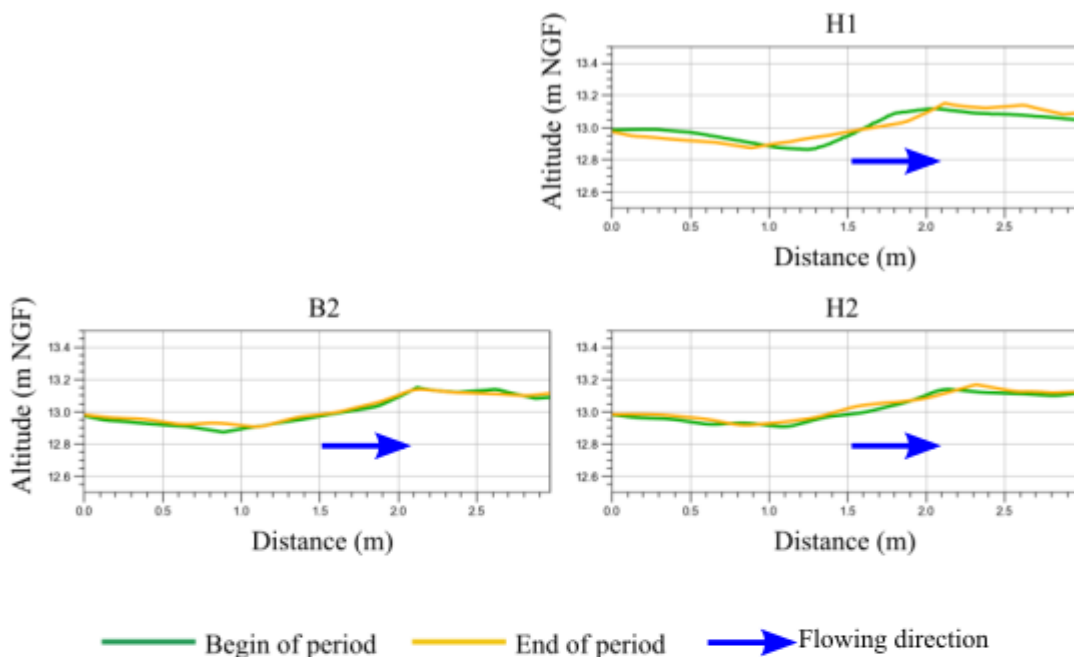 H1
Altitude (m NGF)
13.4
13.2
13.0
12.8
12.6
0.0 0.5 1.0 1.5 2.0 2.5
Distance (m)
B2
Altitude (m NGF)
13.4
13.2
13.0
12.8
12.6
0.0 0.5 1.0 1.5 2.0 2.5
Distance (m)
H2
13.4
13.2
13.0
12.8
12.6
0.0 0.5 1.0 1.5 2.0 2.5
Distance (m)
Begin of period End of period Flowing direction